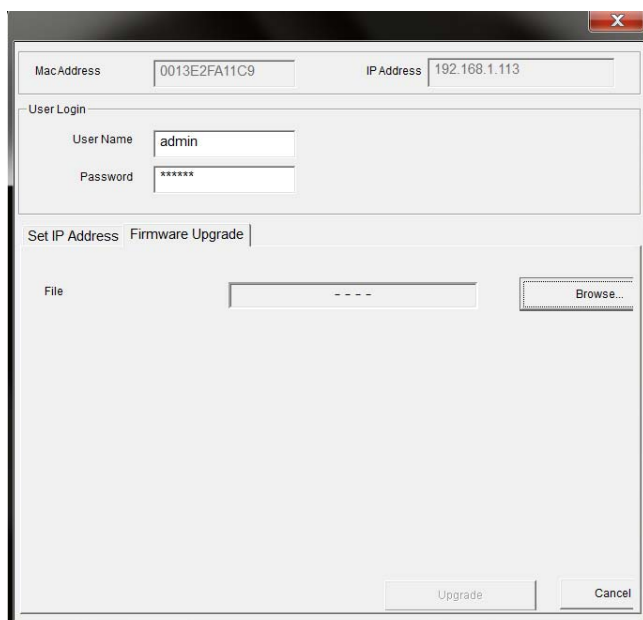 X
MacAddress 0013E2FA11C9 IP Address 192.168.1.113
User Login
User Name admin
Password ******
Set IP Address Firmware Upgrade
File - - - - Browse...
Upgrade Cancel